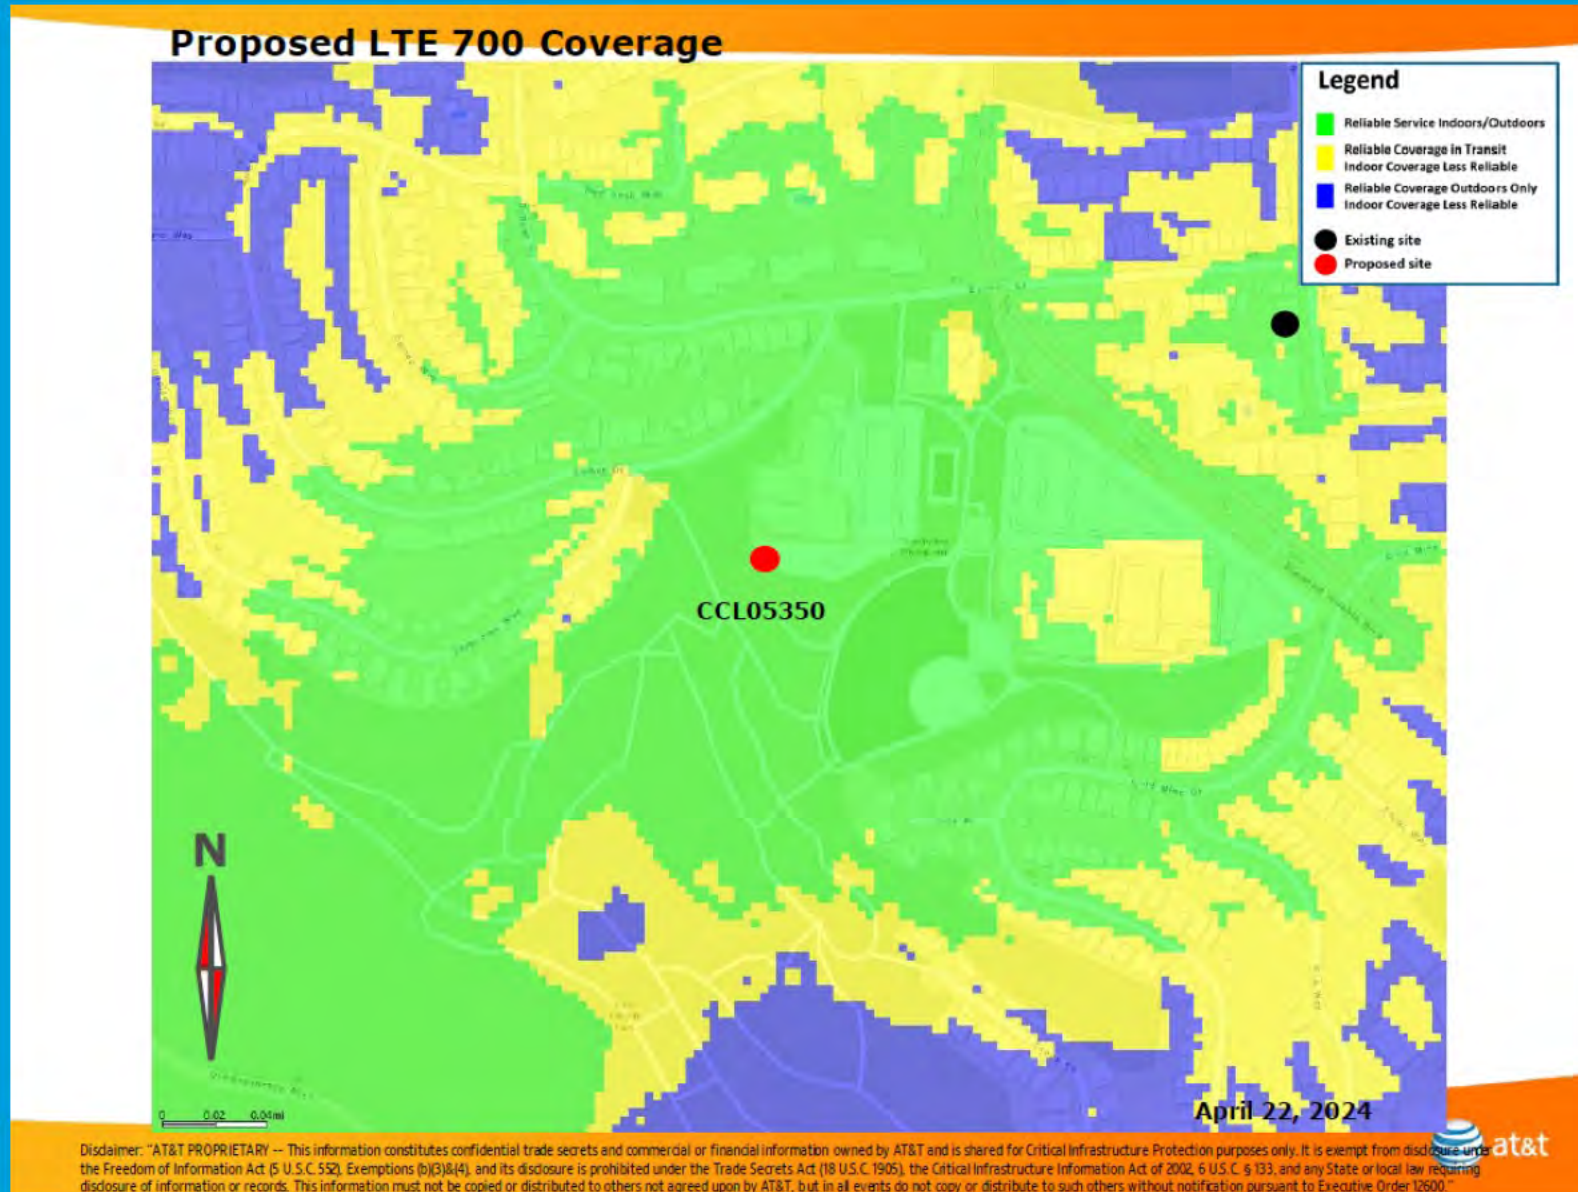 Proposed LTE 700 Coverage
Legend
Reliable Service Indoors/Outdoors
Reliable Coverage in Transit
Indoor Coverage Less Reliable
Reliable Coverage Outdoors Only
Indoor Coverage Less Reliable
Existing site
Proposed site
CCL05350
N
0 0.02 0.04mi
April 22, 2024
at&t
Disclaimer: "AT&T PROPRIETARY -- This information constitutes confidential trade secrets and commercial or financial information owned by AT&T and is shared for Critical Infrastructure Protection purposes only. It is exempt from disclosure under
the Freedom of Information Act (5 U.S.C. 552), Exemptions (b)(3)&(4), and its disclosure is prohibited under the Trade Secrets Act (18 U.S.C. 1905), the Critical Infrastructure Infomation Act of 2002, 6 U.S.C. § 133, and any State or local law requiring
disclosure of information or records. This information must not be copied or distributed to others not agreed upon by AT&T, but in all events do not copy or distribute to such others without notification pursuant to Executive Order 12600."